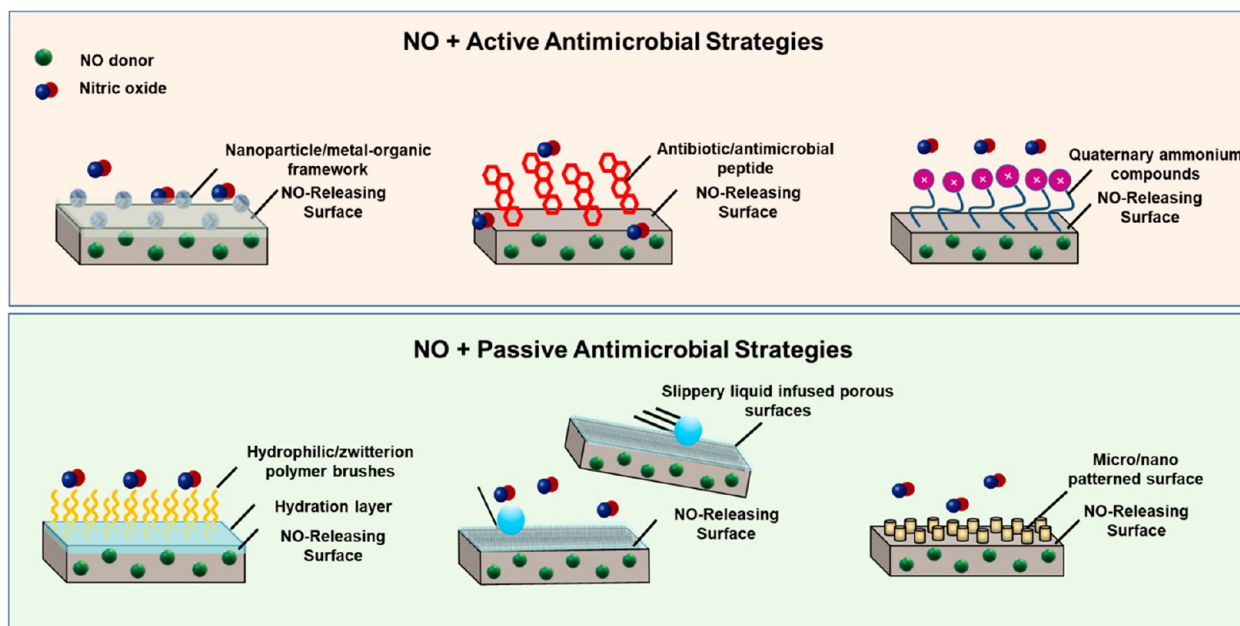 NO + Active Antimicrobial Strategies
NO donor
Nitric oxide
Nanoparticle/metal-organic
framework
NO-Releasing
Surface
Antibiotic/antimicrobial
peptide
NO-Releasing
Surface
Quaternary ammonium
compounds
NO-Releasing
Surface
NO + Passive Antimicrobial Strategies
Hydrophilic/zwitterion
polymer brushes
Hydration layer
NO-Releasing
Surface
Slippery liquid infused porous
surfaces
NO-Releasing
Surface
Micro/nano
patterned surface
NO-Releasing
Surface